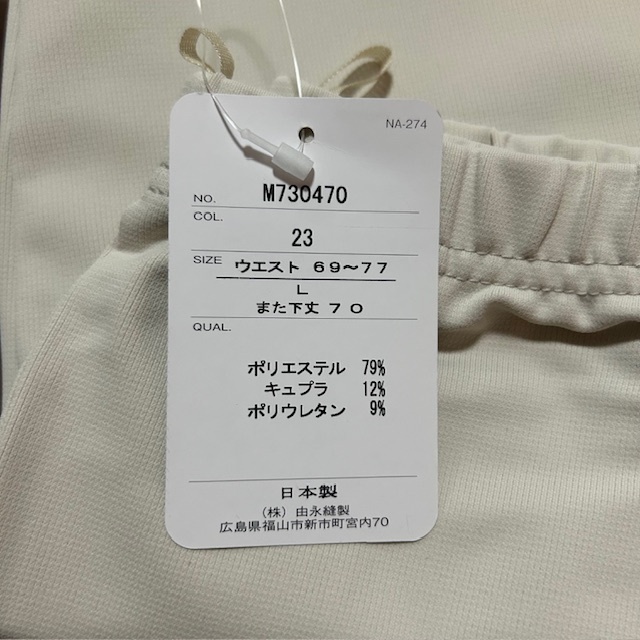 NA-274
NO. M730470
COL.
23
SIZE ウエスト 69～77
L
また下丈 70
QUAL.
ポリエステル 79%
キュプラ 12%
ポリウレタン 9%
日本製
(株) 由永縫製
広島県福山市新市町宮内70